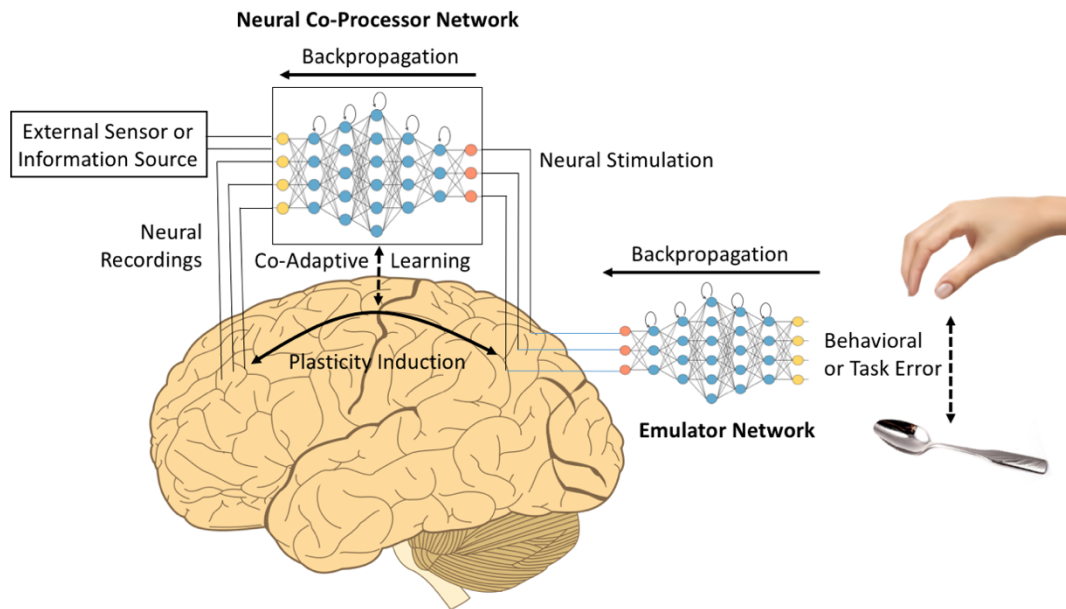 Neural Co-Processor Network
Backpropagation
External Sensor or
Information Source
Neural Stimulation
Neural
Recordings
Co-Adaptive Learning
Backpropagation
Plasticity Induction
Behavioral
or Task Error
Emulator Network